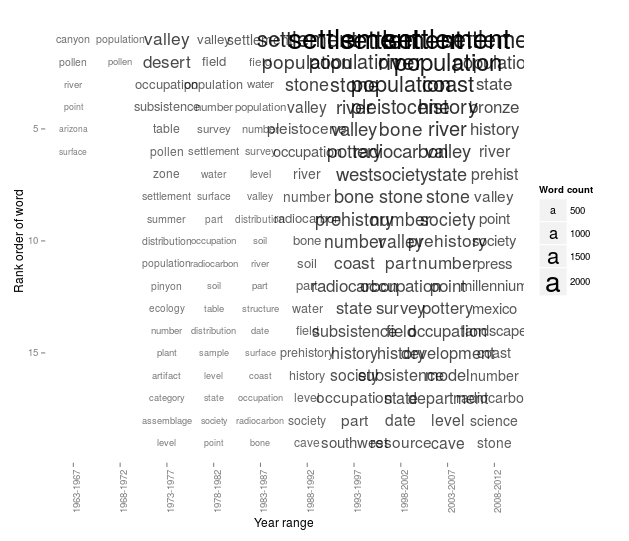 canyon population valley valley settlement settlement settlement settlement settlement settleme
pollen pollen desert field field population population river population populatio
river occupation population water stone stone population coast state
point subsistence number population valley river pleistocene history bronze
5 arizona table survey number pleistocene valley bone river history
surface pollen settlement survey occupation pottery radiocarbon valley river
zone water level river west society state prehist
settlement surface valley number bone stone stone valley
summer part distribution radiocarbon prehistory number society point
10 distribution occupation soil bone number valley prehistory society
population radiocarbon river soil coast part number press
pinyon soil part part radiocarbon occupation point millennium
ecology table structure water state survey pottery mexico
number distribution date field subsistence field occupation landscape
15 plant sample surface prehistory history history development coast
artifact level coast history society subsistence model number
category state occupation level occupation state department radiocarbo
assemblage society radiocarbon society part date level science
level point bone cave southwest resource cave stone
Rank order of word
1963-1967 1968-1972 1973-1977 1978-1982 1983-1987 1988-1992 1993-1997 1998-2002 2003-2007 2008-2012
Year range
Word count
a 500
a 1000
a 1500
a 2000